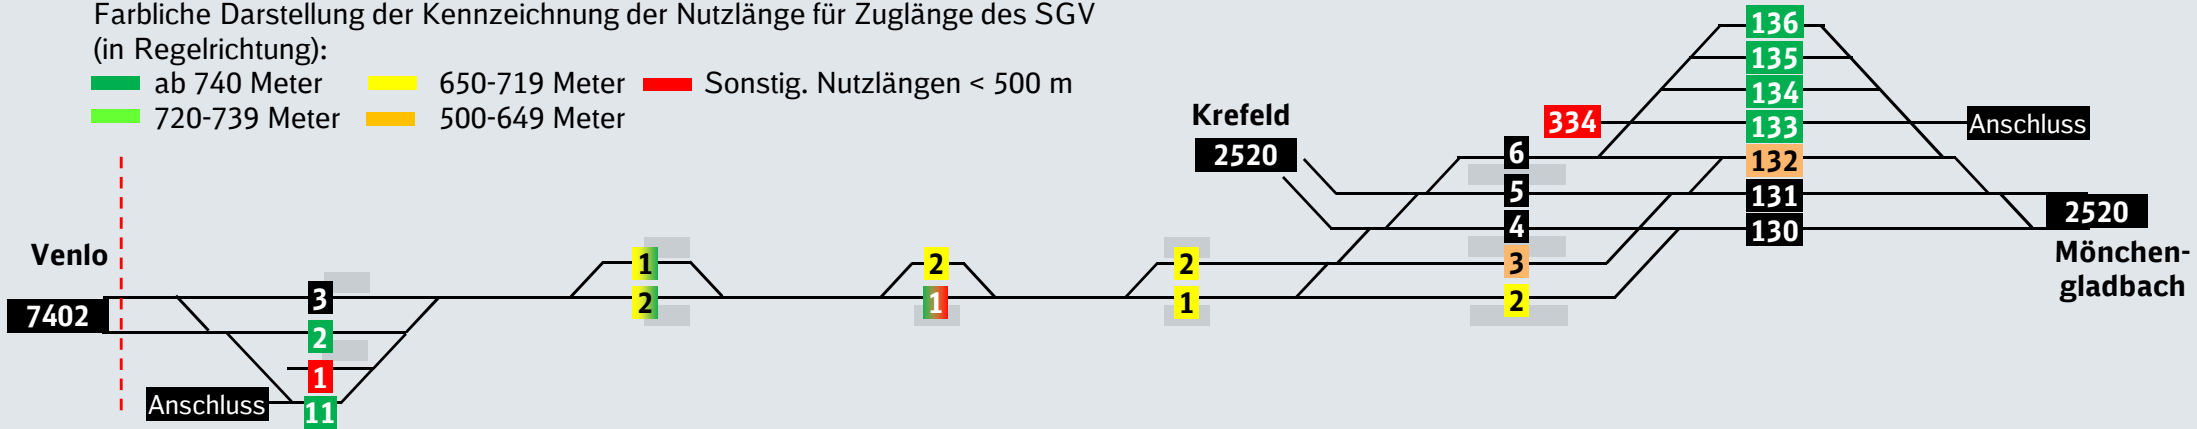 Farbliche Darstellung der Kennzeichnung der Nutzlänge für Zuglänge des SGV
(in Regelrichtung):
ab 740 Meter
650-719 Meter
Sonstig. Nutzlängen < 500 m
720-739 Meter
500-649 Meter
Venlo
7402
3
2
1
11
Anschluss
1
2
2
1
2
1
Krefeld
2520
6
5
4
3
2
334
136
135
134
133
132
131
130
Anschluss
2520
Mönchen-
gladbach